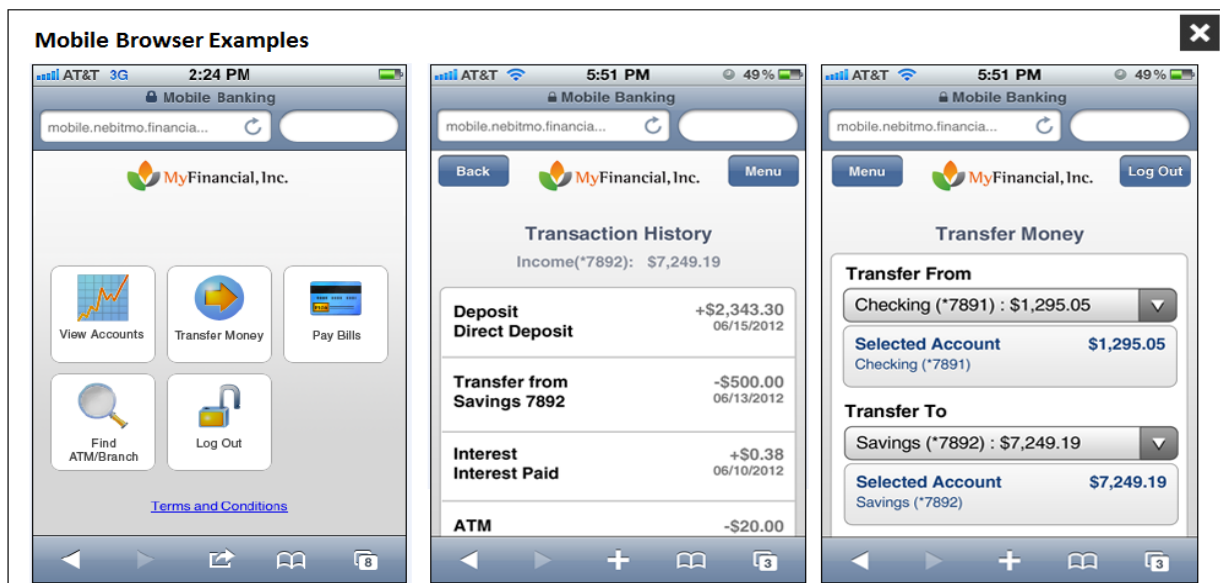 Mobile Browser Examples
AT&T 3G 2:24 PM
Mobile Banking
mobile.nebitmo.financia...
MyFinancial, Inc.
View Accounts
Transfer Money
Pay Bills
Find
ATM/Branch
Log Out
Terms and Conditions
8
AT&T 5:51 PM 49%
Mobile Banking
mobile.nebitmo.financia...
Back
MyFinancial, Inc.
Menu
Transaction History
Income(*7892): $7,249.19
Deposit +$2,343.30
Direct Deposit 06/15/2012
Transfer from -$500.00
Savings 7892 06/13/2012
Interest +$0.38
Interest Paid 06/10/2012
ATM -$20.00
3
AT&T 5:51 PM 49%
Mobile Banking
mobile.nebitmo.financia...
Menu
MyFinancial, Inc.
Log Out
Transfer Money
Transfer From
Checking (*7891) : $1,295.05
Selected Account $1,295.05
Checking (*7891)
Transfer To
Savings (*7892) : $7,249.19
Selected Account $7,249.19
Savings (*7892)
3